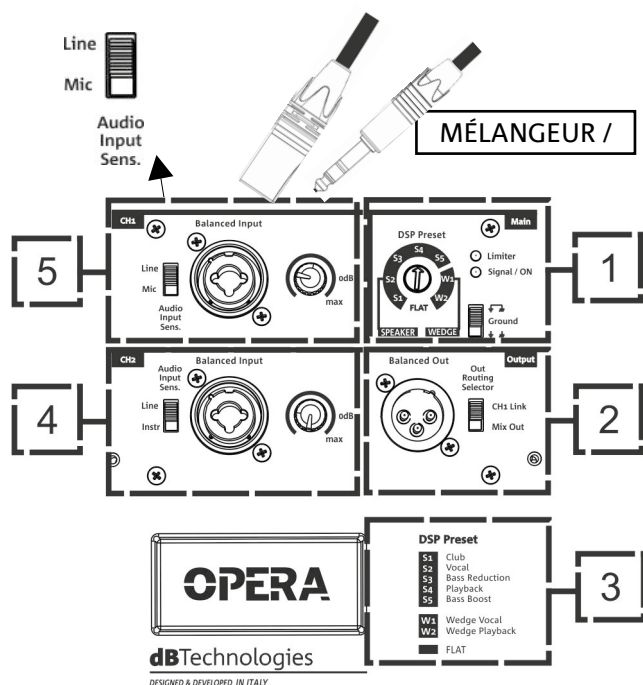 Line
Mic
Audio
Input
Sens.
MÉLANGEUR /
5
CH1
Balanced Input
Line
Mic
Audio
Input
Sens.
0dB
max
DSP Preset
Main
S1
S2
S3
S4
S5
W1
W2
FLAT
SPEAKER
WEDGE
Limiter
Signal / ON
Ground
1
4
CH2
Audio
Input
Sens.
Balanced Input
Line
Instr
0dB
max
Balanced Out
Output
Out
Routing
Selector
CH1 Link
Mix Out
2
OPERA
dBTechnologies
DESIGNED & DEVELOPED IN ITALY
DSP Preset
S1 Club
S2 Vocal
S3 Bass Reduction
S4 Playback
S5 Bass Boost
W1 Wedge Vocal
W2 Wedge Playback
FLAT
3